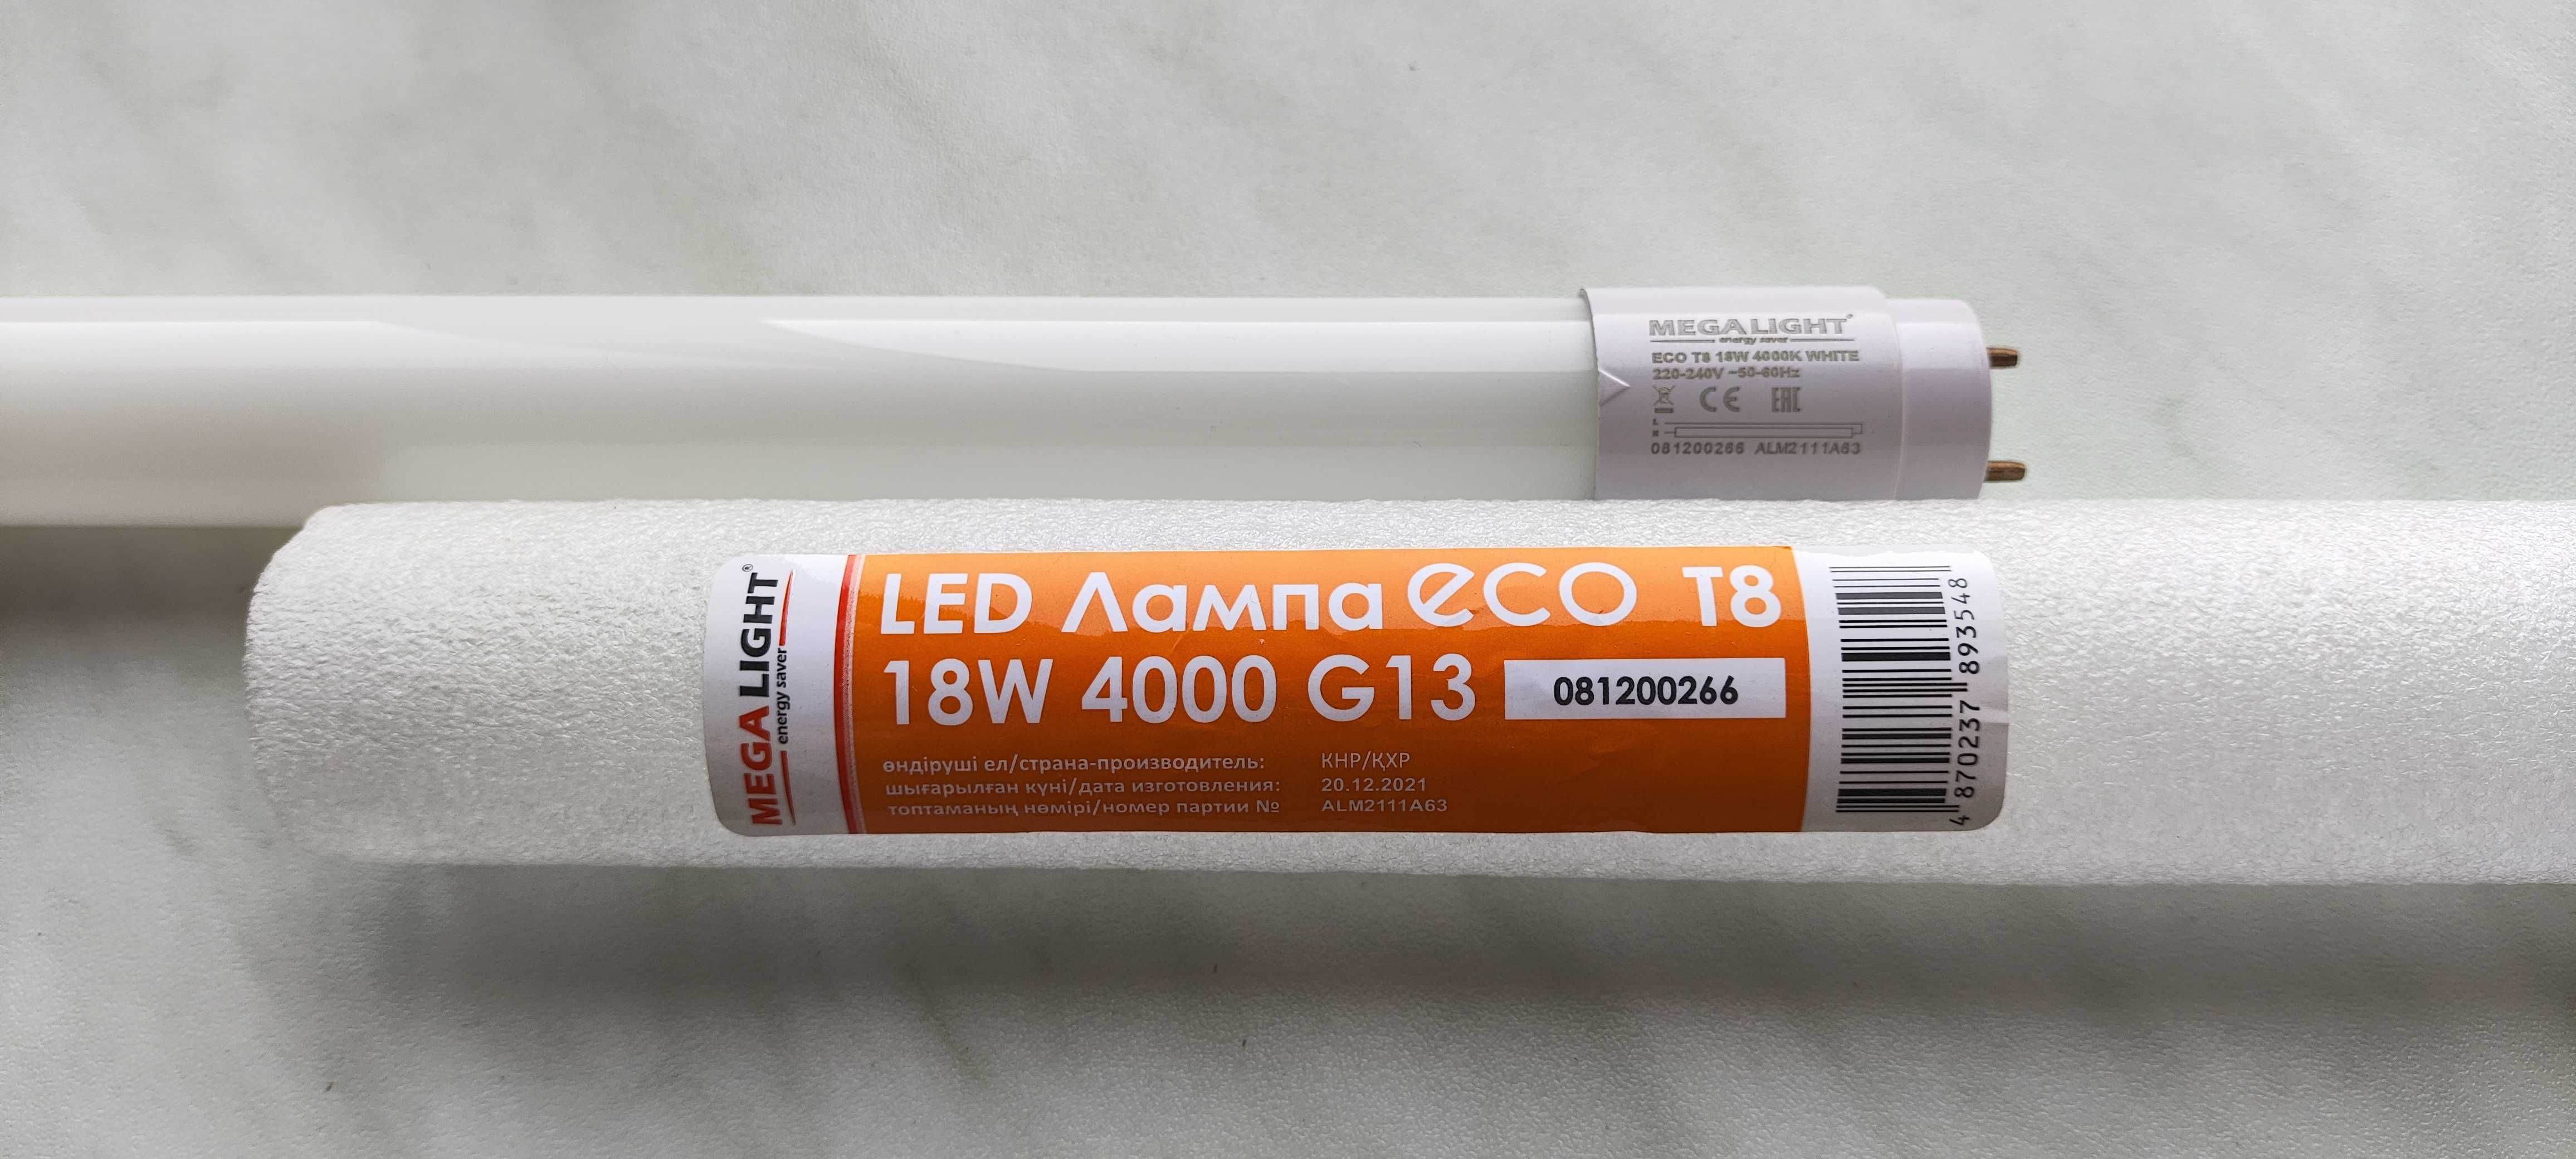 MEGALIGHT®
energy saver
ECO T8 18W 4000K WHITE
220-240V ~50-60Hz
CE EAC
L
N
081200266 ALM2111A63
MEGALIGHT®
energy saver
LED Лампа eco T8
18W 4000 G13 081200266
өндіруші ел/страна-производитель: КНР/ҚХР
шығарылған күні/дата изготовления: 20.12.2021
топтаманың нөмірі/номер партии № ALM2111A63
4 870237 893548